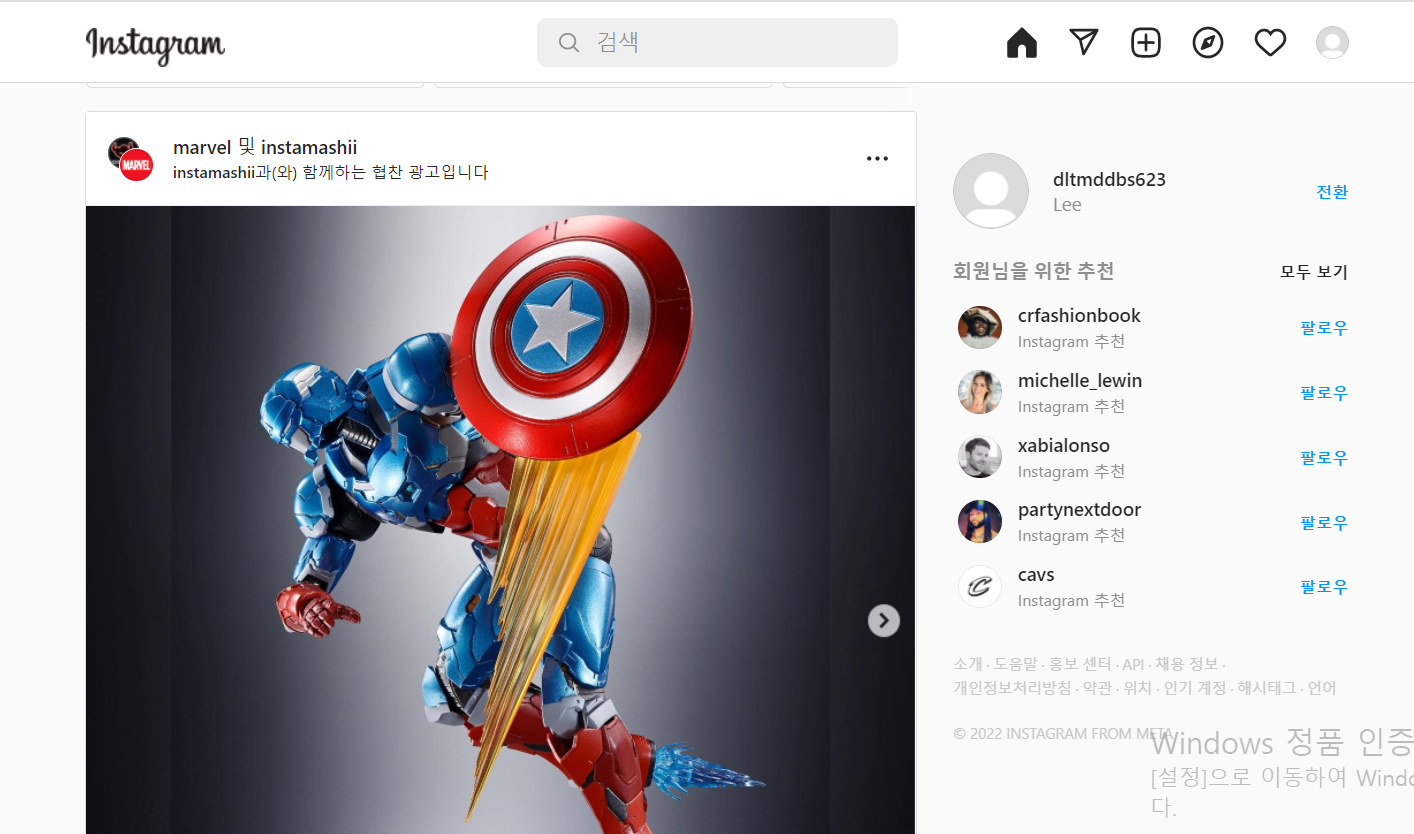 Instagram
검색
marvel 및 instamashii
instamashii과(와) 함께하는 협찬 광고입니다
MARVEL
dltmddbs623
Lee
전환
회원님을 위한 추천
모두 보기
crfashionbook
Instagram 추천
팔로우
michelle_lewin
Instagram 추천
팔로우
xabialonso
Instagram 추천
팔로우
partynextdoor
Instagram 추천
팔로우
cavs
Instagram 추천
팔로우
소개 · 도움말 · 홍보 센터 · API · 채용 정보 ·
개인정보처리방침 · 약관 · 위치 · 인기 계정 · 해시태그 · 언어
© 2022 INSTAGRAM FROM META
Windows 정품 인증
[설정]으로 이동하여 Windo
다.